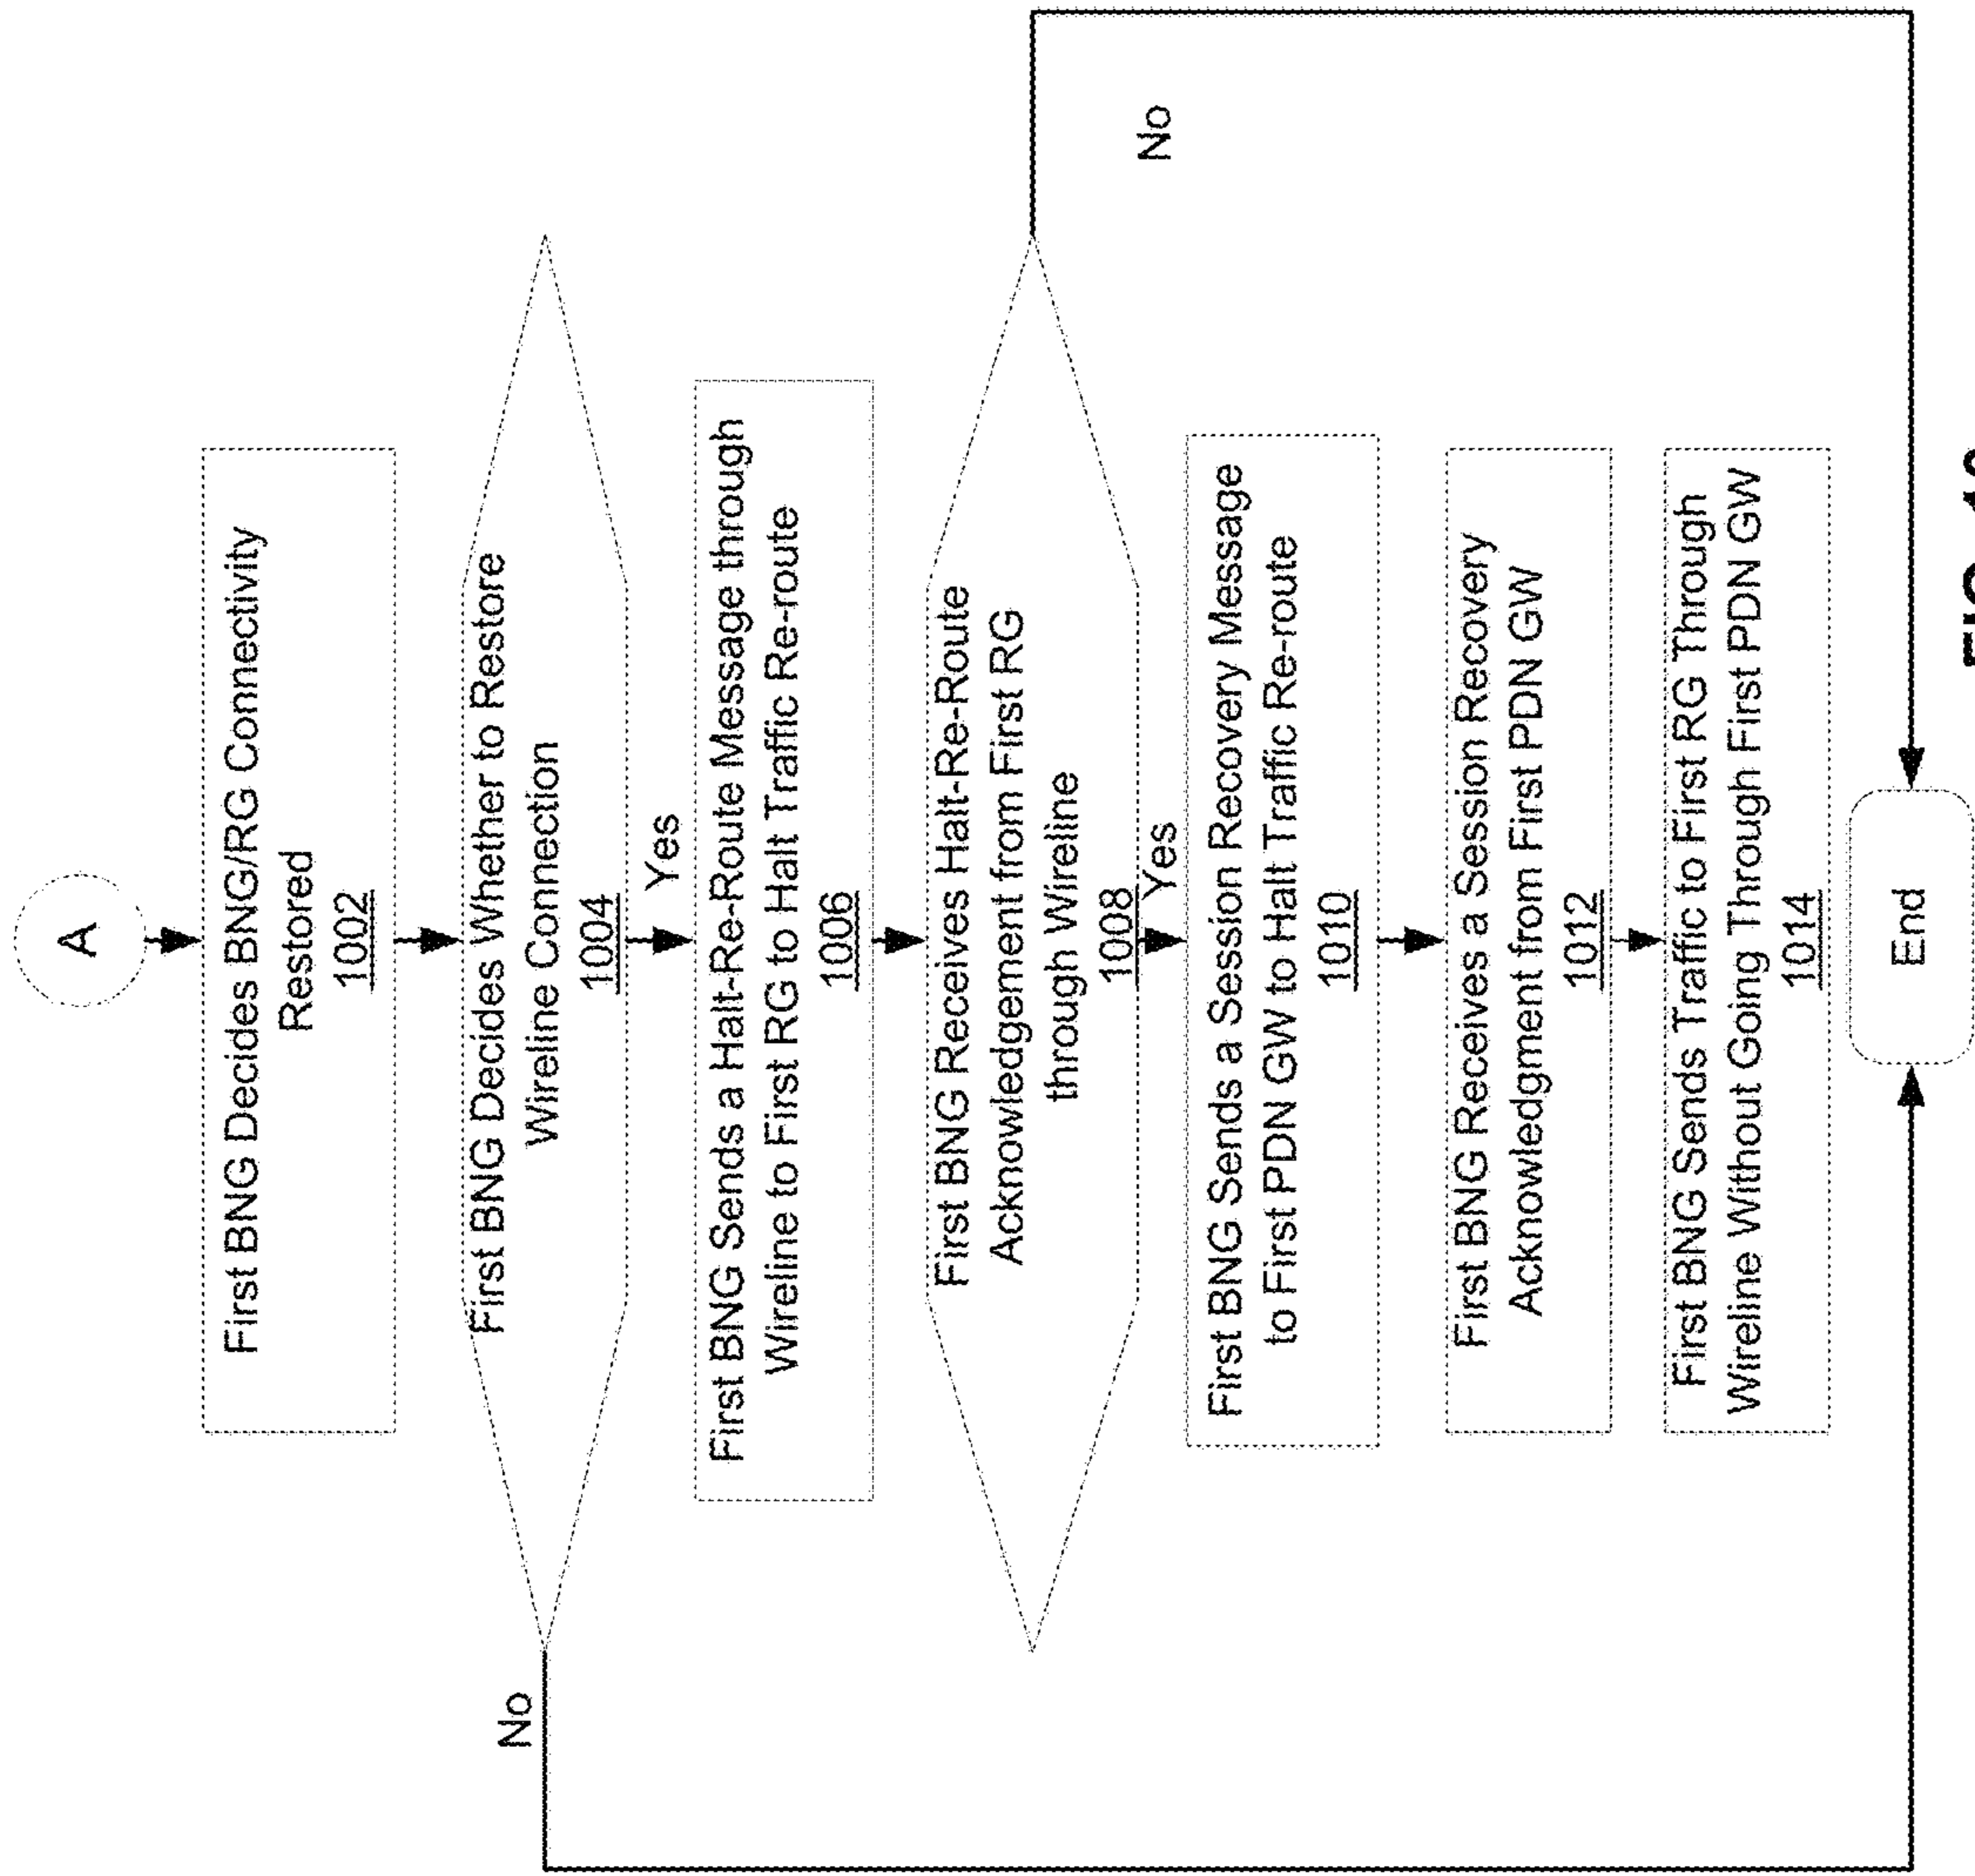 A
First BNG Decides BNG/RG Connectivity
Restored
1002
First BNG Decides Whether to Restore
Wireline Connection
1004
No
Yes
First BNG Sends a Halt-Re-Route Message through
Wireline to First RG to Halt Traffic Re-route
1006
First BNG Receives Halt-Re-Route
Acknowledgement from First RG
through Wireline
1008
No
Yes
First BNG Sends a Session Recovery Message
to First PDN GW to Halt Traffic Re-route
1010
First BNG Receives a Session Recovery
Acknowledgment from First PDN GW
1012
First BNG Sends Traffic to First RG Through
Wireline Without Going Through First PDN GW
1014
End